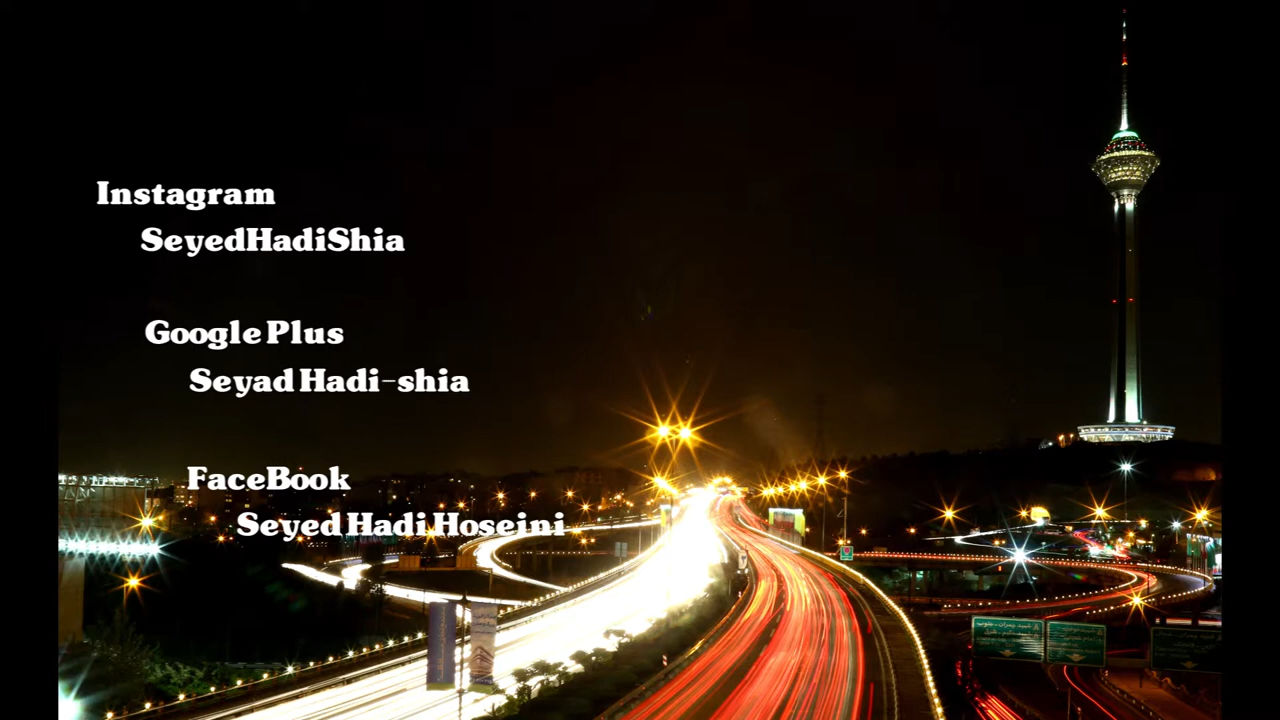 Instagram
SeyedHadiShia
Google Plus
Seyad Hadi-shia
FaceBook
Seyed Hadi Hoseini